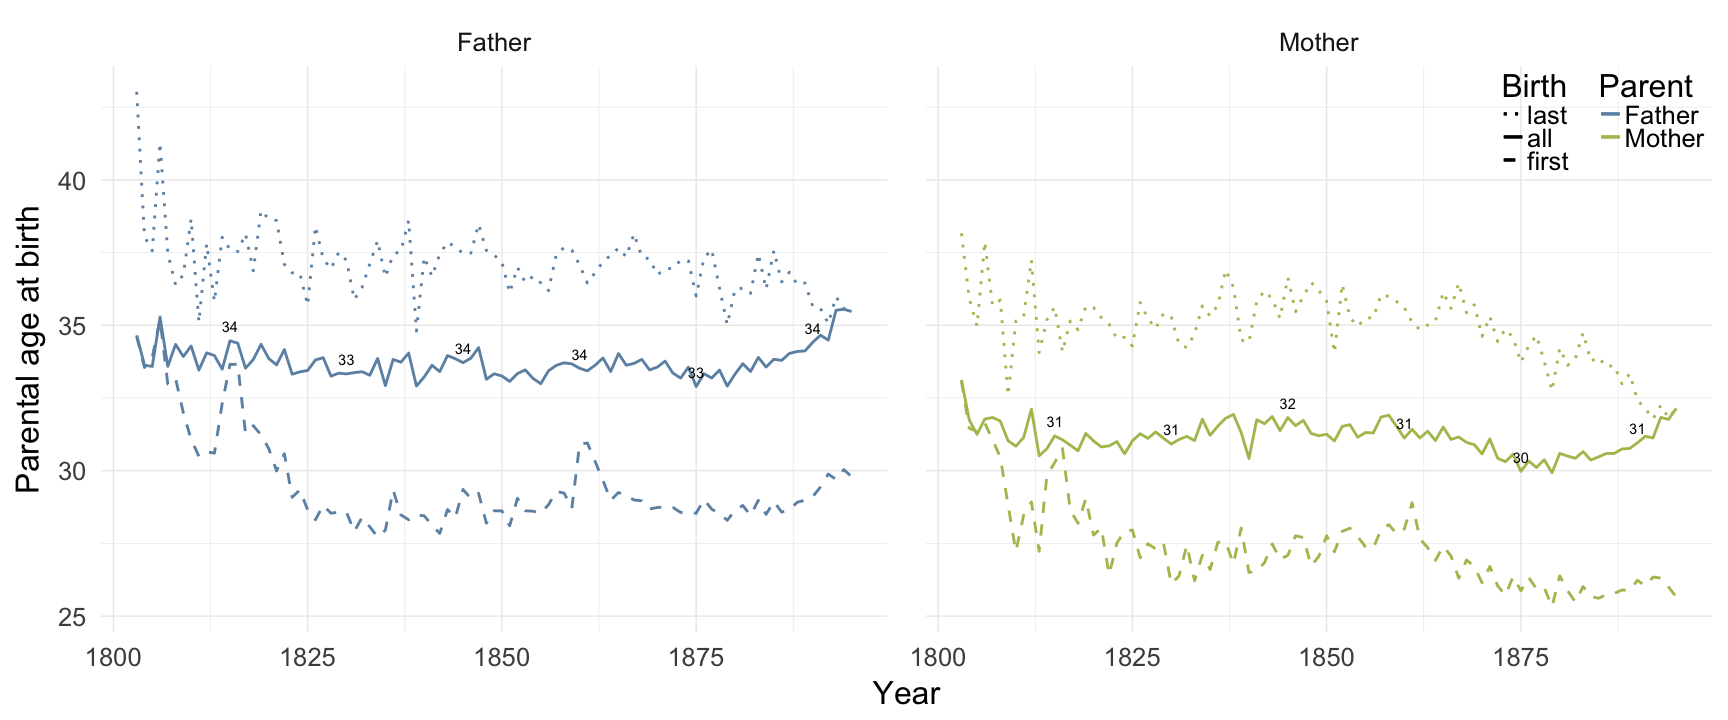 Father
Mother
Birth
last
all
first
Parent
Father
Mother
Parental age at birth
40
35
30
25
34
33
34
34
33
34
31
31
32
31
30
31
1800
1825
1850
1875
1800
1825
1850
1875
Year